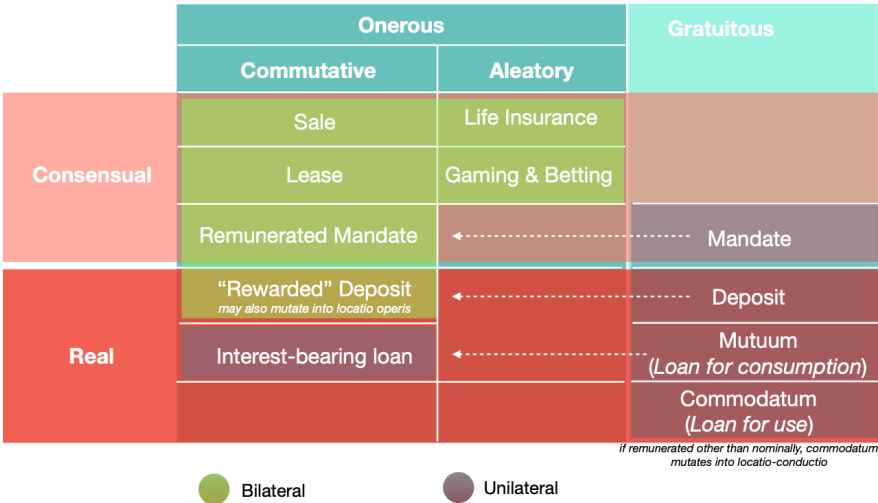 Onerous
Gratuitous
Commutative
Aleatory
Consensual
Sale
Life Insurance
Lease
Gaming & Betting
Remunerated Mandate
Mandate
Real
“Rewarded” Deposit
may also mutate into locatio operis
Deposit
Interest-bearing loan
Mutuum
(Loan for consumption)
Commodatum
(Loan for use)
if remunerated other than nominally, commodatum
mutates into locatio-conductio
Bilateral
Unilateral